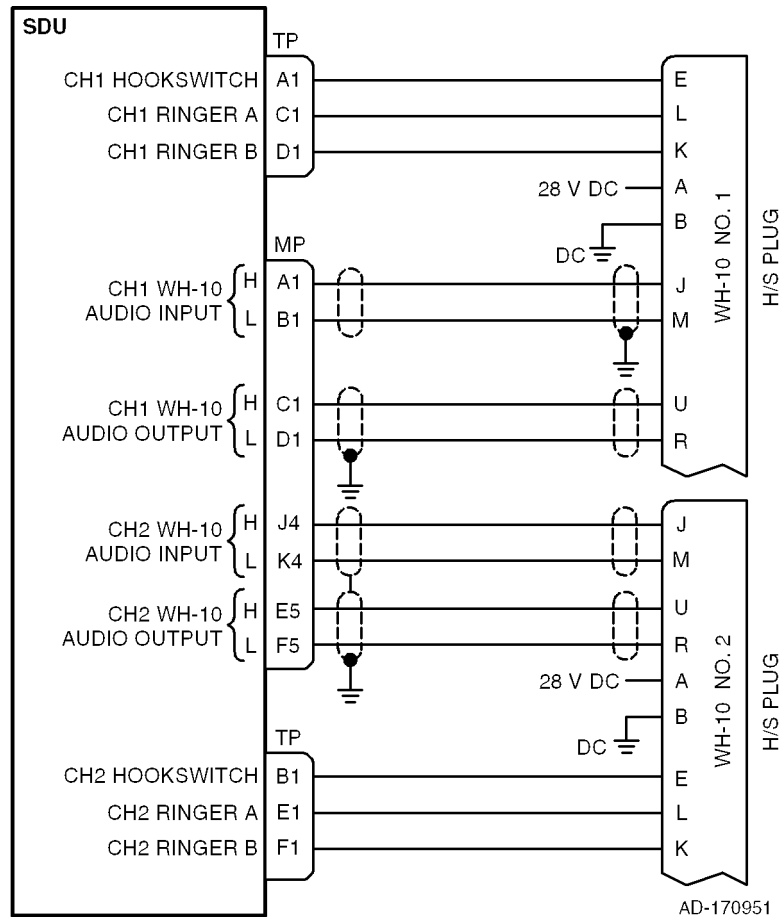 SDU
TP
CH1 HOOKSWITCH A1 E
CH1 RINGER A C1 L
CH1 RINGER B D1 K
28 V DC A
B
DC
MP
CH1 WH-10
AUDIO INPUT
H A1 J
L B1 M
CH1 WH-10
AUDIO OUTPUT
H C1 U
L D1 R
WH-10 NO. 1
H/S PLUG
CH2 WH-10
AUDIO INPUT
H J4 J
L K4 M
CH2 WH-10
AUDIO OUTPUT
H E5 U
L F5 R
28 V DC A
B
DC
TP
CH2 HOOKSWITCH B1 E
CH2 RINGER A E1 L
CH2 RINGER B F1 K
WH-10 NO. 2
H/S PLUG
AD-170951